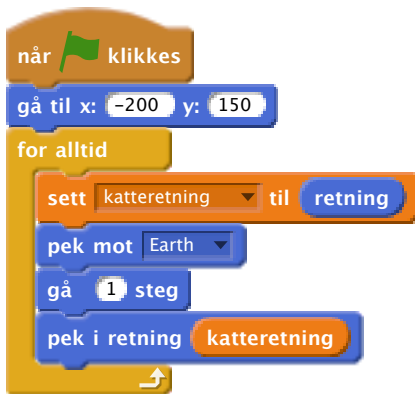 når klikkes
gå til x: -200 y: 150
for alltid
sett katteretning til retning
pek mot Earth
gå 1 steg
pek i retning katteretning